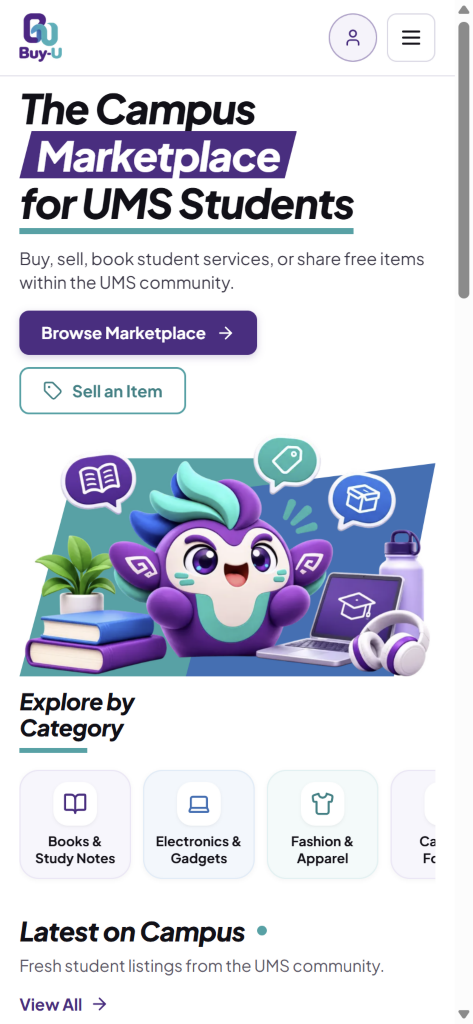 Buy-U
The Campus
Marketplace
for UMS Students
Buy, sell, book student services, or share free items
within the UMS community.
Browse Marketplace
Sell an Item
Explore by
Category
Books &
Study Notes
Electronics &
Gadgets
Fashion &
Apparel
Latest on Campus
Fresh student listings from the UMS community.
View All